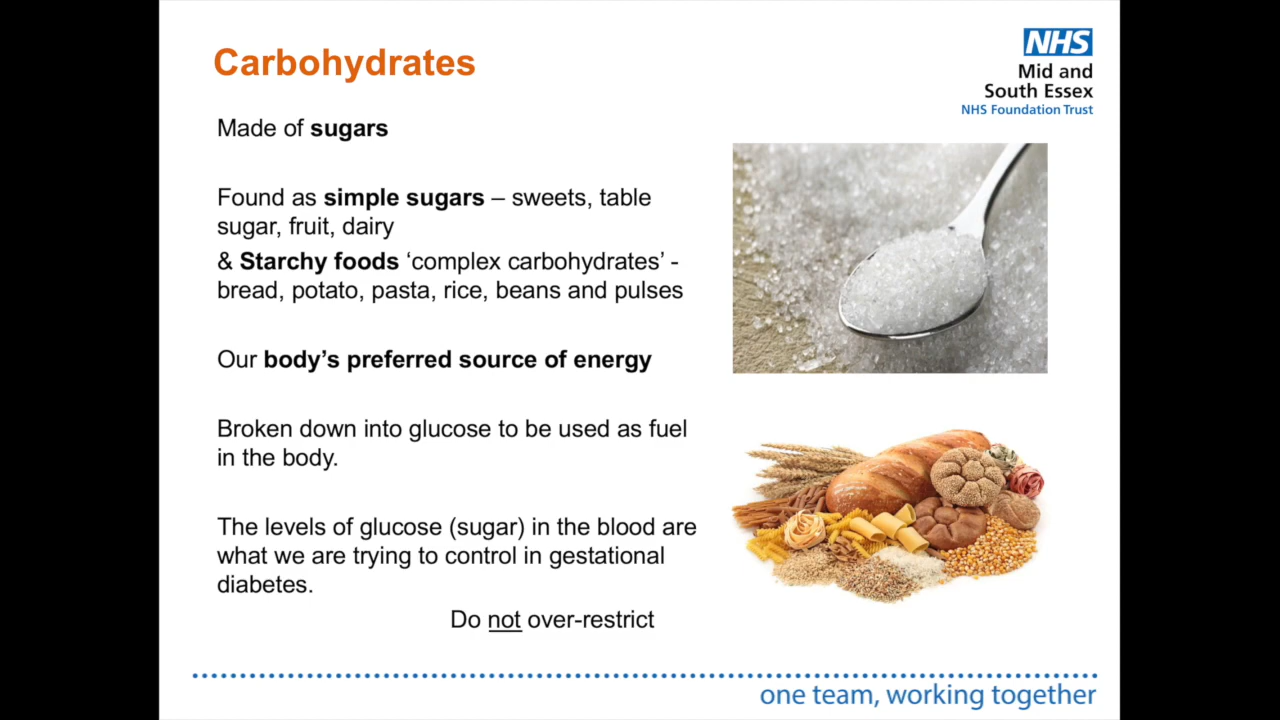 Carbohydrates
NHS
Mid and
South Essex
NHS Foundation Trust
Made of sugars
Found as simple sugars – sweets, table
sugar, fruit, dairy
& Starchy foods ‘complex carbohydrates’ -
bread, potato, pasta, rice, beans and pulses
Our body’s preferred source of energy
Broken down into glucose to be used as fuel
in the body.
The levels of glucose (sugar) in the blood are
what we are trying to control in gestational
diabetes.
Do not over-restrict
one team, working together